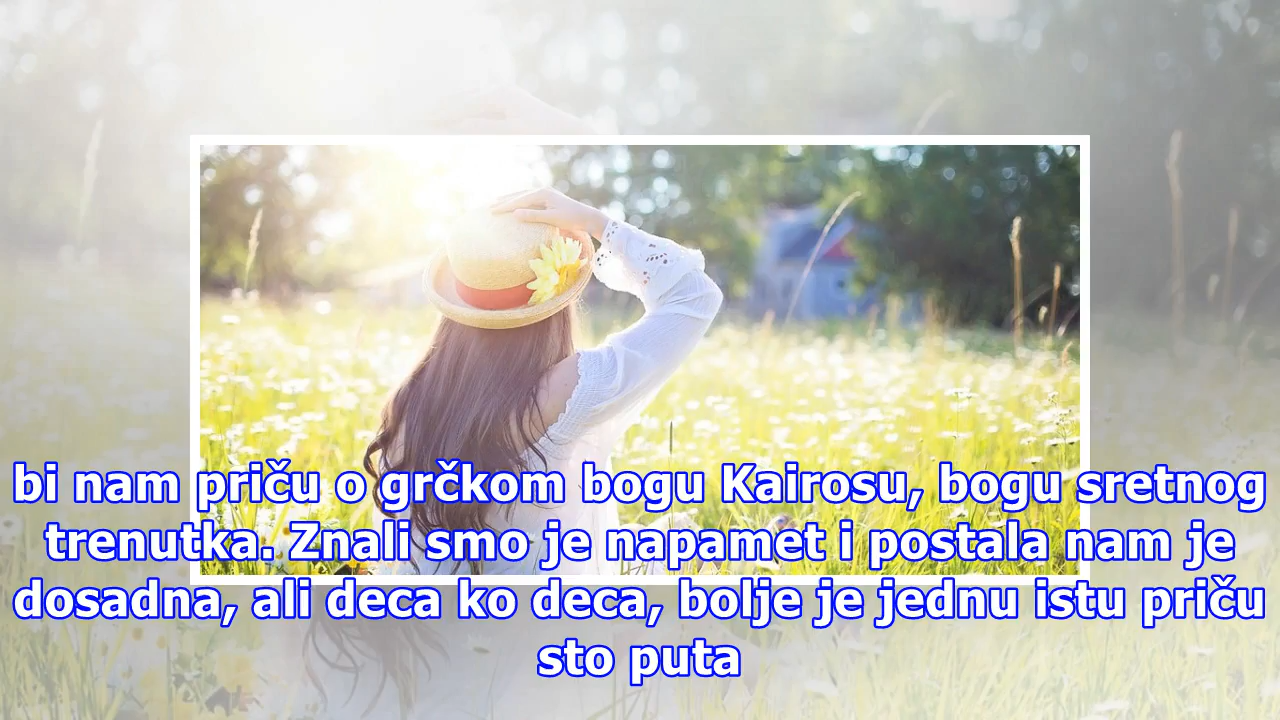 bi nam priču o grčkom bogu Kairosu, bogu sretnog
trenutka. Znali smo je napamet i postala nam je
dosadna, ali deca ko deca, bolje je jednu istu priču
sto puta